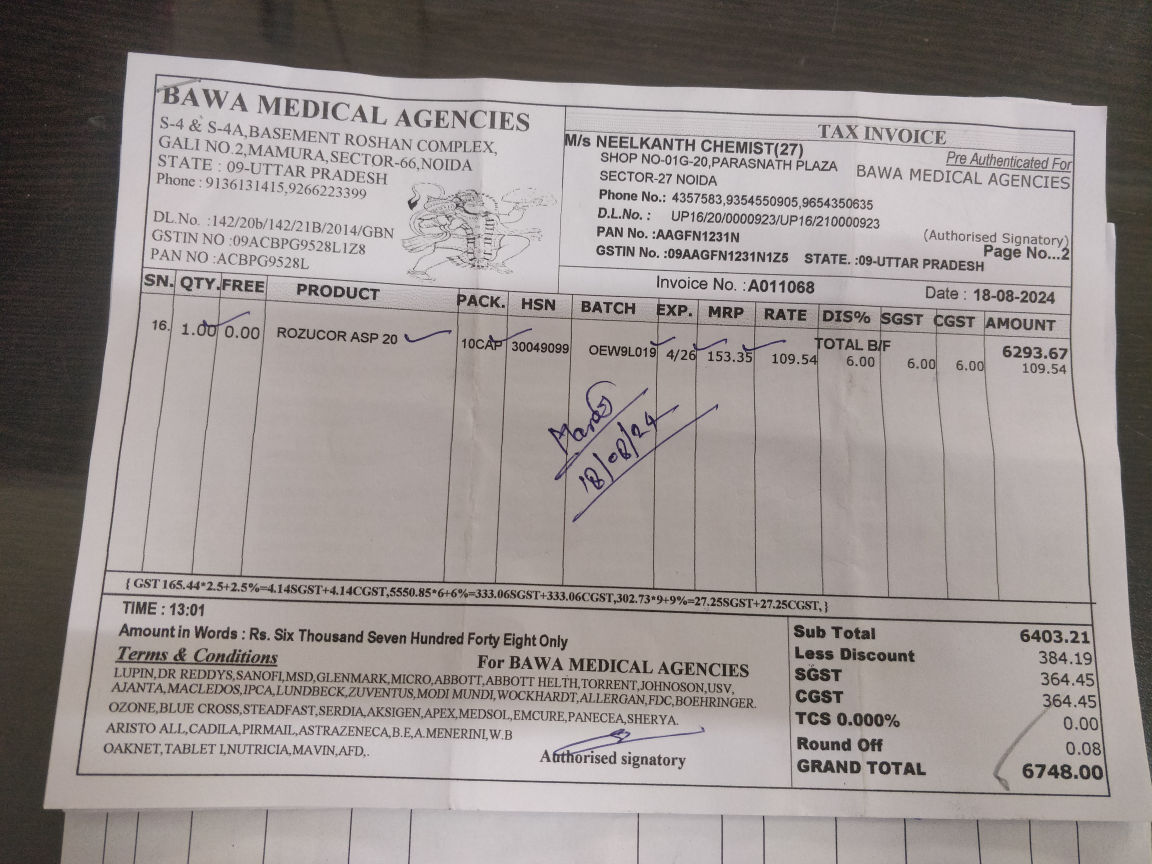 BAWA MEDICAL AGENCIES
S-4 & S-4A,BASEMENT ROSHAN COMPLEX,
GALI NO.2,MAMURA,SECTOR-66,NOIDA
STATE : 09-UTTAR PRADESH
Phone : 9136131415,9266223399
DL.No. :142/20b/142/21B/2014/GBN
GSTIN NO :09ACBPG9528L1Z8
PAN NO :ACBPG9528L
TAX INVOICE
M/s NEELKANTH CHEMIST(27)
SHOP NO-01G-20,PARASNATH PLAZA
SECTOR-27 NOIDA
Phone No.: 4357583,9354550905,9654350635
D.L.No. : UP16/20/0000923/UP16/210000923
PAN No. :AAGFN1231N
GSTIN No. :09AAGFN1231N1Z5 STATE. :09-UTTAR PRADESH
Pre Authenticated For
BAWA MEDICAL AGENCIES
(Authorised Signatory)
Page No...2
Invoice No. :A011068 Date : 18-08-2024
SN. QTY. FREE PRODUCT PACK. HSN BATCH EXP. MRP RATE DIS% SGST CGST AMOUNT
TOTAL B/F 6293.67
16. 1.00 0.00 ROZUCOR ASP 20 10CAP 30049099 OEW9L019 4/26 153.35 109.54 6.00 6.00 6.00 109.54
18/08/24
{ GST 165.44*2.5+2.5%=4.14SGST+4.14CGST,5550.85*6+6%=333.06SGST+333.06CGST,302.73*9+9%=27.25SGST+27.25CGST,}
TIME : 13:01
Amount in Words : Rs. Six Thousand Seven Hundred Forty Eight Only
Terms & Conditions For BAWA MEDICAL AGENCIES
LUPIN,DR REDDYS,SANOFI,MSD,GLENMARK,MICRO,ABBOTT,ABBOTT HELTH,TORRENT,JOHNOSON,USV,
AJANTA,MACLEDOS,IPCA,LUNDBECK,ZUVENTUS,MODI MUNDI,WOCKHARDT,ALLERGAN,FDC,BOEHRINGER.
OZONE,BLUE CROSS,STEADFAST,SERDIA,AKSIGEN,APEX,MEDSOL,EMCURE,PANECEA,SHERYA.
ARISTO ALL,CADILA,PIRMAIL,ASTRAZENECA,B.E,A.MENERINI,W.B
OAKNET,TABLET I,NUTRICIA,MAVIN,AFD,.
Authorised signatory
Sub Total 6403.21
Less Discount 384.19
SGST 364.45
CGST 364.45
TCS 0.000% 0.00
Round Off 0.08
GRAND TOTAL 6748.00